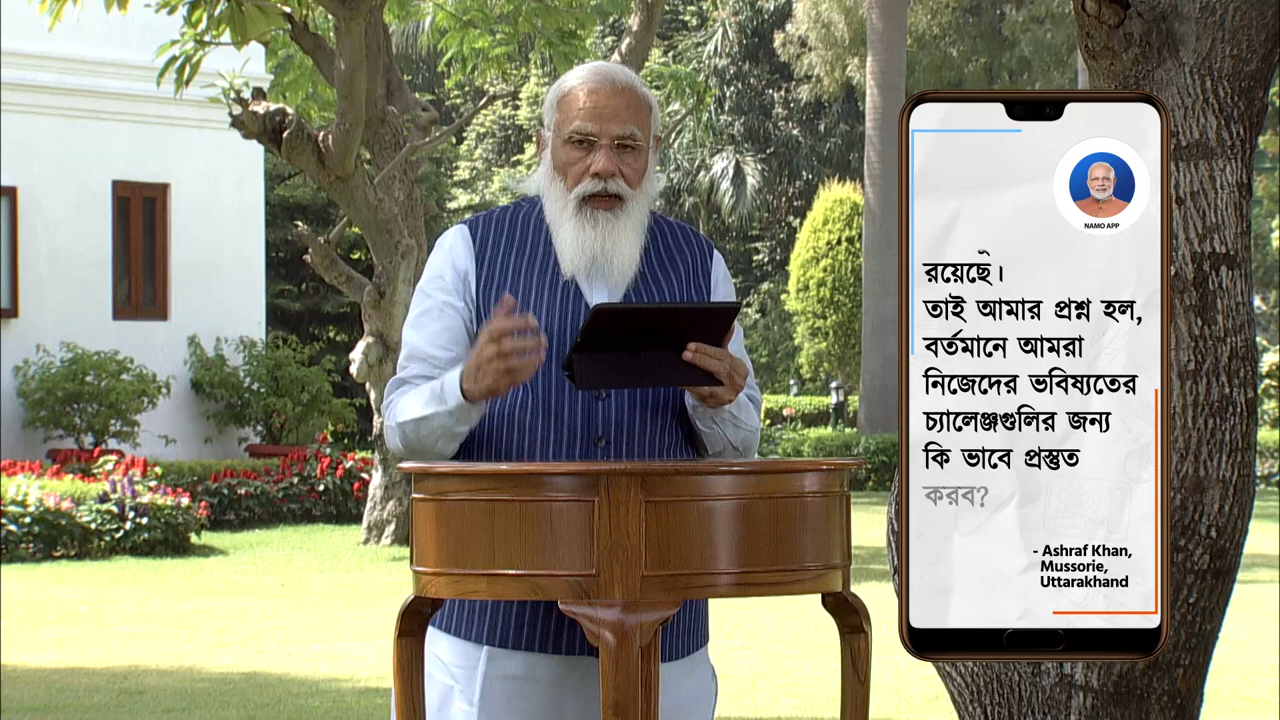 NAMO APP
রয়েছে।
তাই আমার প্রশ্ন হল,
বর্তমানে আমরা
নিজেদের ভবিষ্যতের
চ্যালেঞ্জগুলির জন্য
কি ভাবে প্রস্তুত
করব?
- Ashraf Khan,
Mussorie,
Uttarakhand